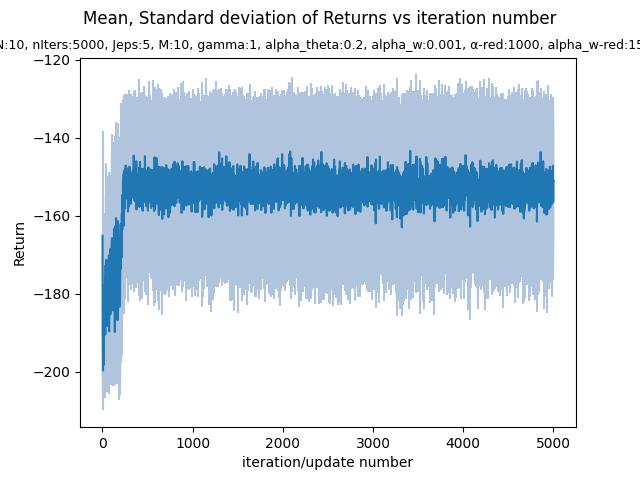 Mean, Standard deviation of Returns vs iteration number
N:10, nIters:5000, Jeps:5, M:10, gamma:1, alpha_theta:0.2, alpha_w:0.001, α-red:1000, alpha_w-red:15
−120
−140
−160
−180
−200
Return
0 1000 2000 3000 4000 5000
iteration/update number